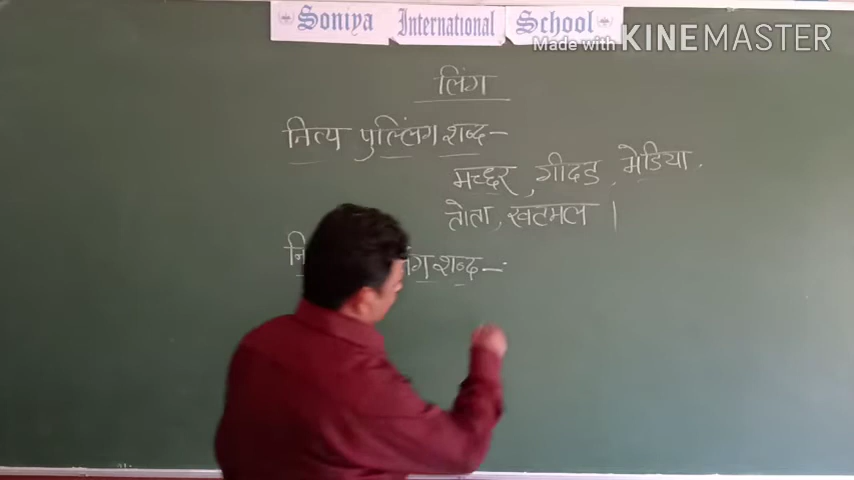 Soniya International School
Made with KINEMASTER
लिंग
नित्य पुल्लिंग शब्द–
मच्छर, गीदड, भेडिया,
तोता, खटमल ।
शब्द–